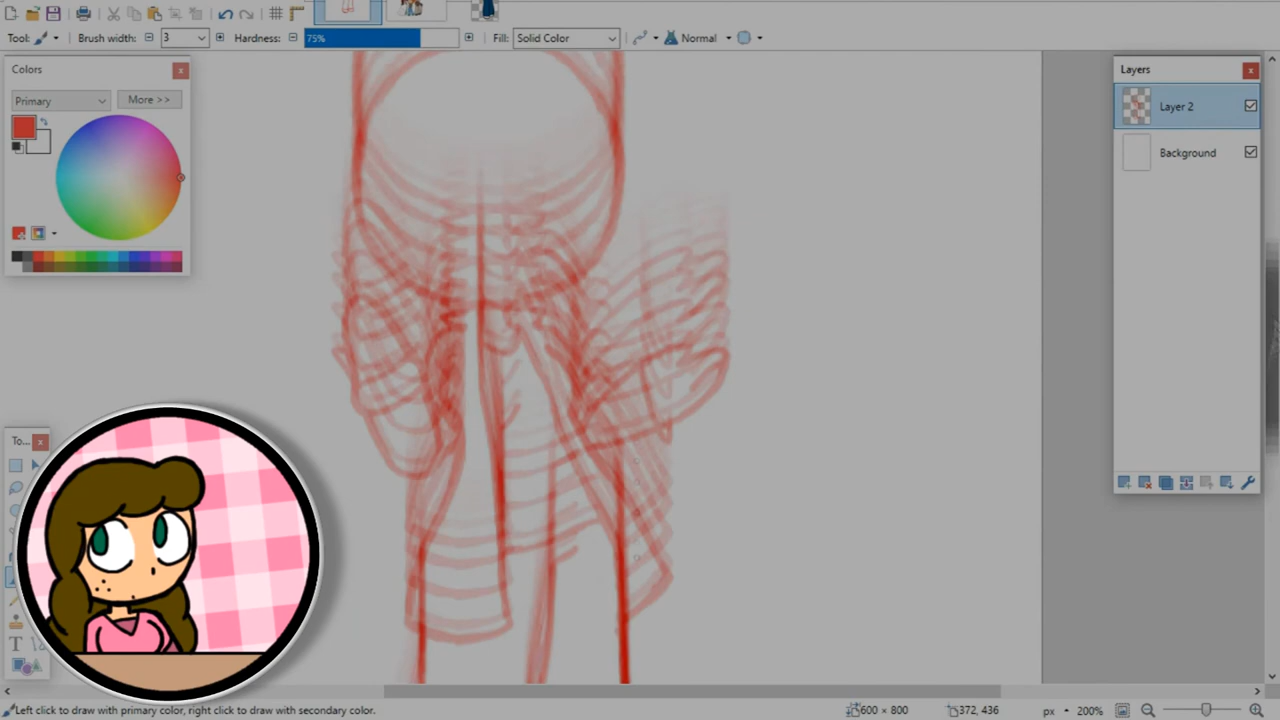 Tool:
Brush width:
3
Hardness:
75%
Fill:
Solid Color
Normal
Colors
Primary
More >>
Layers
Layer 2
Background
To...
Left click to draw with primary color, right click to draw with secondary color.
600 × 800
372, 436
px
200%